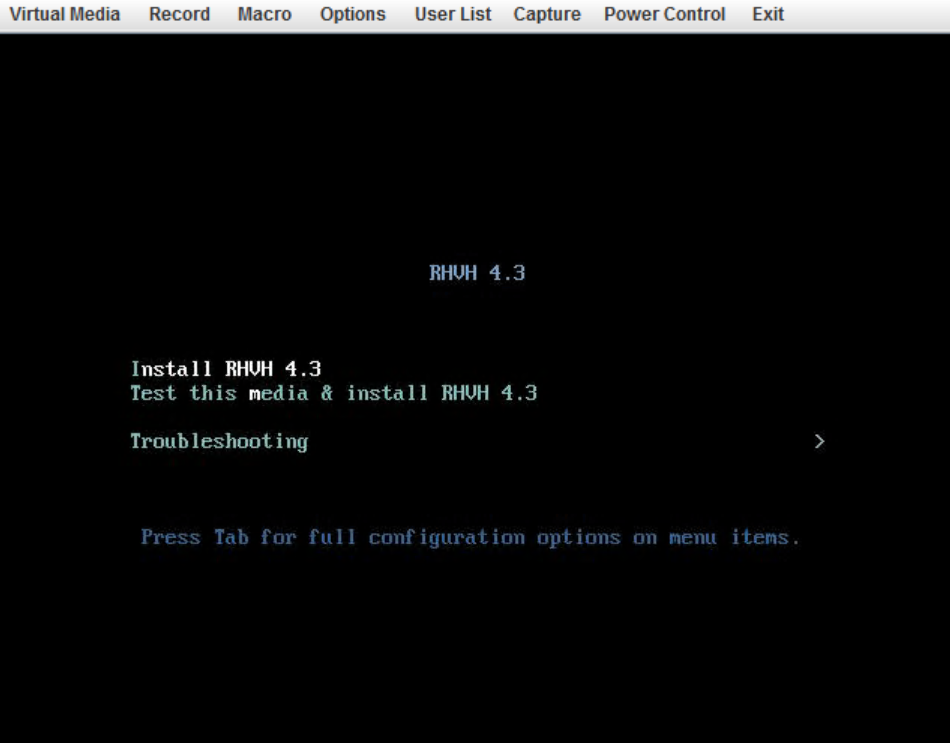 Virtual Media Record Macro Options User List Capture Power Control Exit
RHVH 4.3
Install RHVH 4.3
Test this media & install RHVH 4.3
Troubleshooting >
Press Tab for full configuration options on menu items.